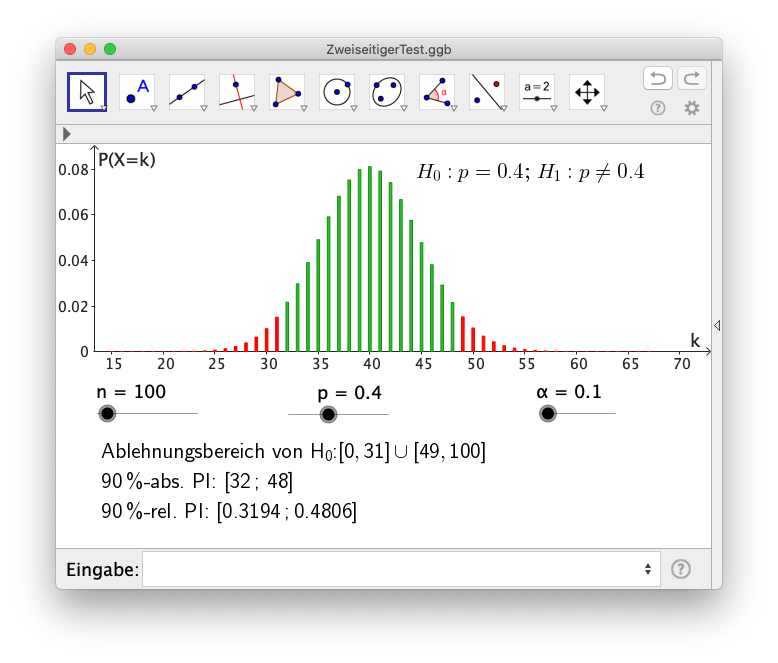 ZweiseitigerTest.ggb
A
α
a=2
P(X=k)
H₀ : p = 0.4; H₁ : p ≠ 0.4
0.08
0.06
0.04
0.02
0
k
15 20 25 30 35 40 45 50 55 60 65 70
n = 100 p = 0.4 α = 0.1
Ablehnungsbereich von H₀:[0, 31] ∪ [49, 100]
90 %-abs. PI: [32 ; 48]
90 %-rel. PI: [0.3194 ; 0.4806]
Eingabe: